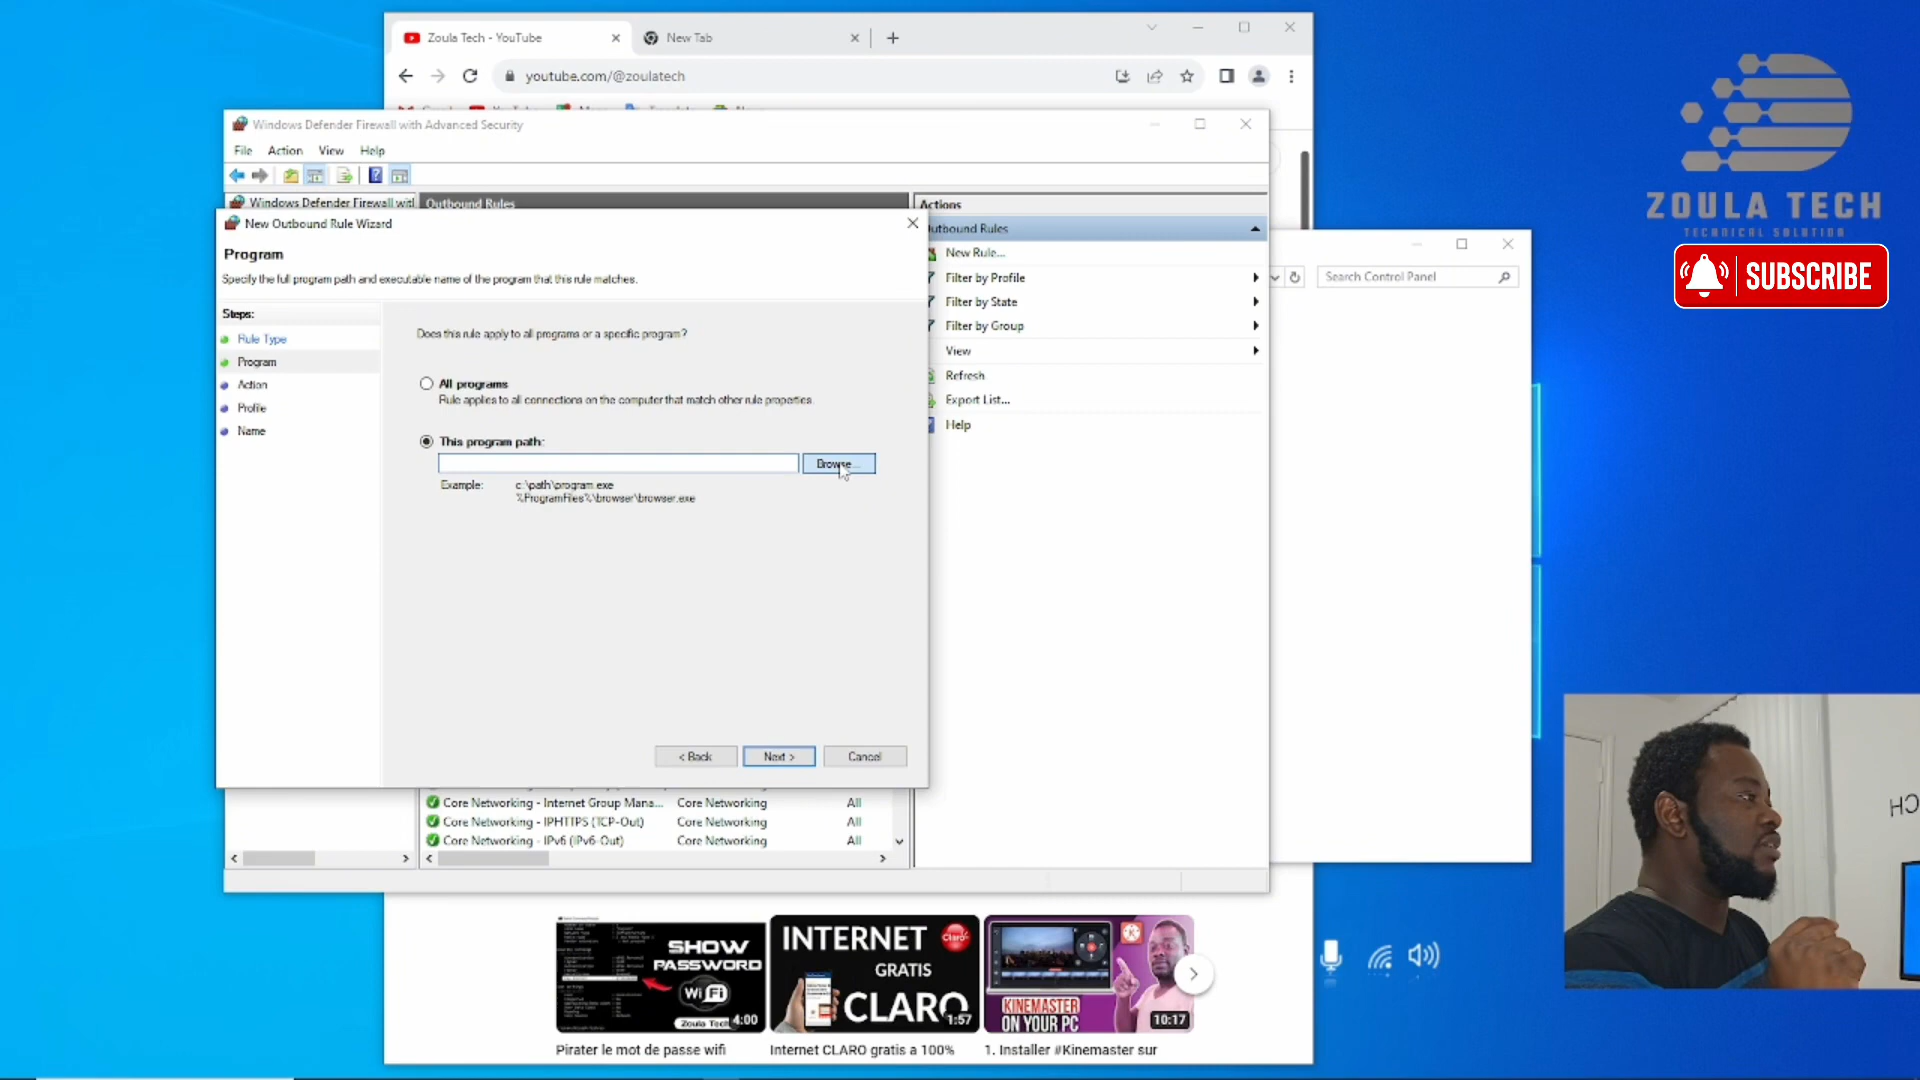 Zoula Tech - YouTube
New Tab
youtube.com/@zoulatech
Windows Defender Firewall with Advanced Security
File Action View Help
Windows Defender Firewall witl
Outbound Rules
Actions
New Outbound Rule Wizard
Program
Specify the full program path and executable name of the program that this rule matches.
Steps:
Rule Type
Program
Action
Profile
Name
Does this rule apply to all programs or a specific program?
All programs
Rule applies to all connections on the computer that match other rule properties.
This program path:
Browse...
Example: c:\path\program.exe
%ProgramFiles%\browser\browser.exe
< Back Next > Cancel
utbound Rules
New Rule...
Filter by Profile
Filter by State
Filter by Group
View
Refresh
Export List...
Help
Core Networking - Internet Group Mana... Core Networking All
Core Networking - IPHTTPS (TCP-Out) Core Networking All
Core Networking - IPv6 (IPv6-Out) Core Networking All
Search Control Panel
ZOULA TECH
TECHNICAL SOLUTION
SUBSCRIBE
SHOW
PASSWORD
WiFi
Zoula Tech
4:00
Pirater le mot de passe wifi
INTERNET
Claro
GRATIS
CLARO
1:57
Internet CLARO gratis a 100%
KINEMASTER
ON YOUR PC
10:17
1. Installer #Kinemaster sur